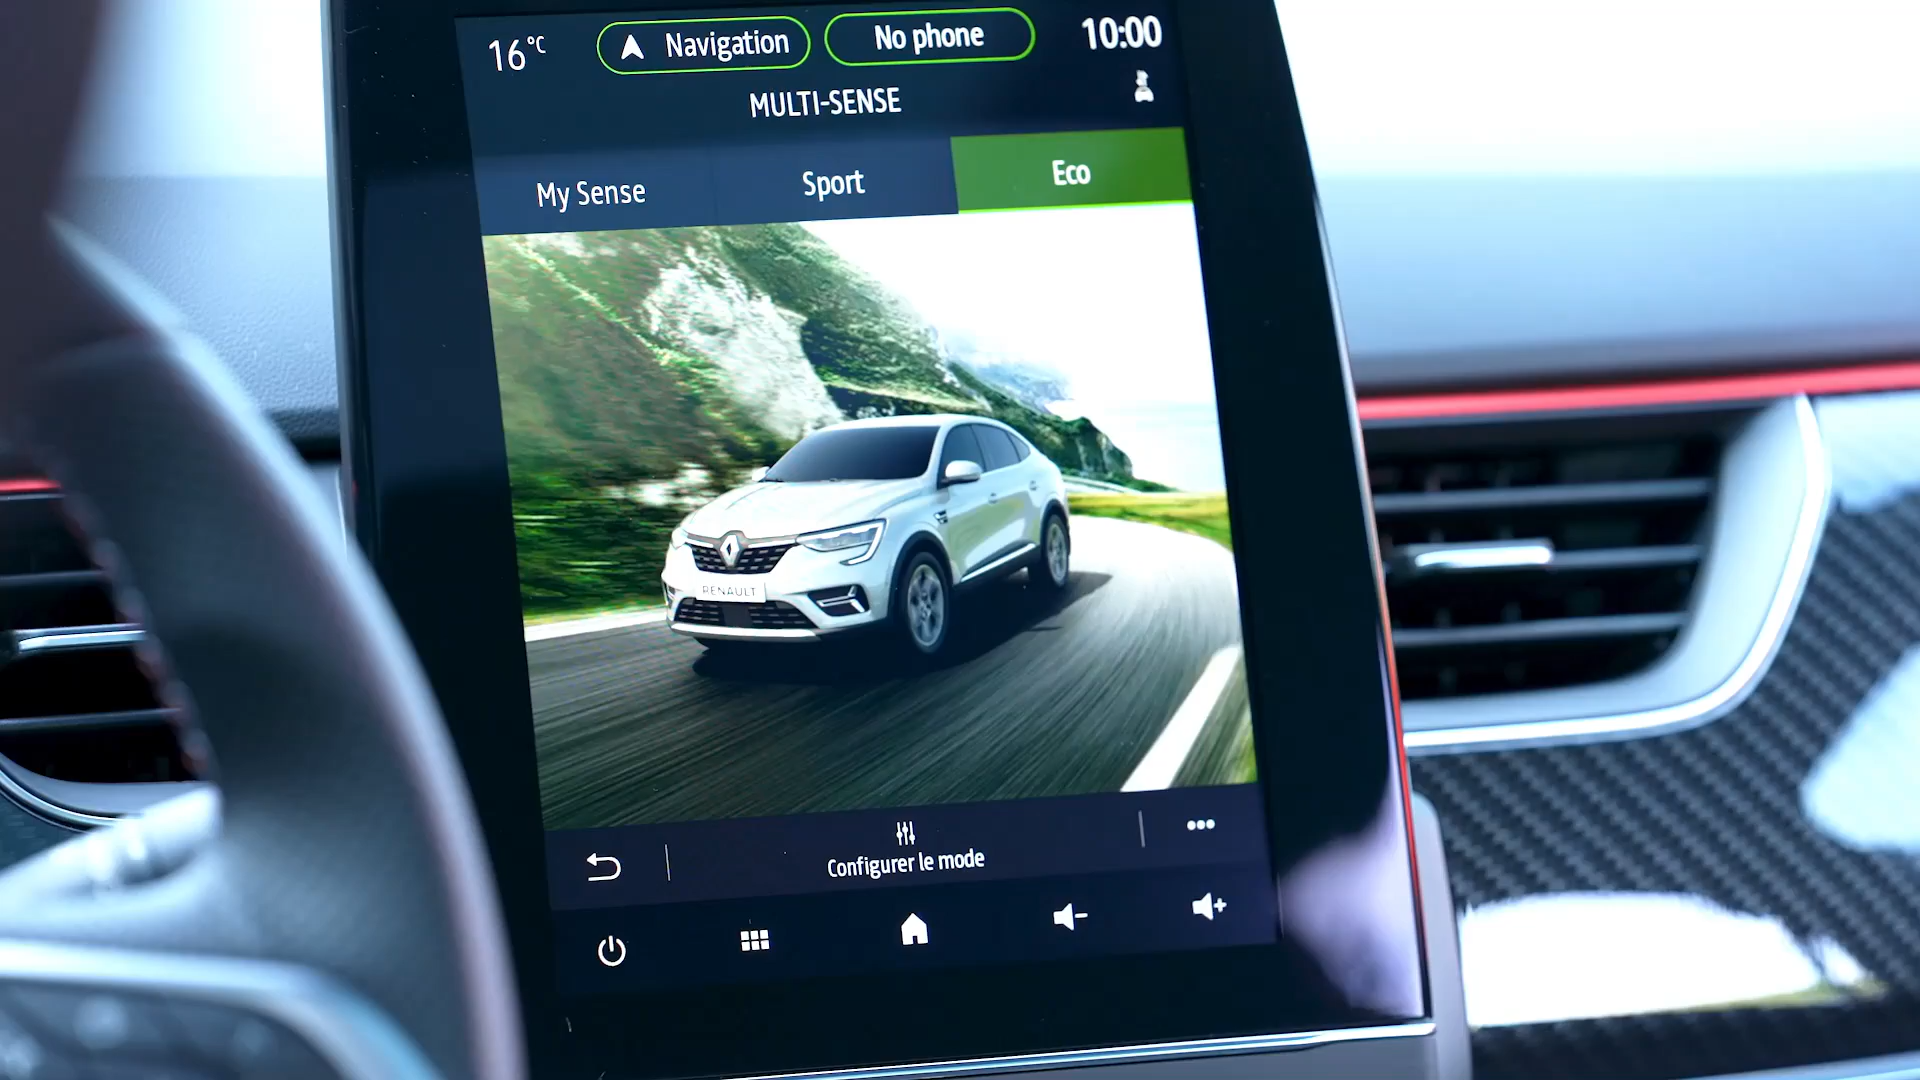 16°C
Navigation
No phone
10:00
MULTI-SENSE
My Sense
Sport
Eco
RENAULT
Configurer le mode